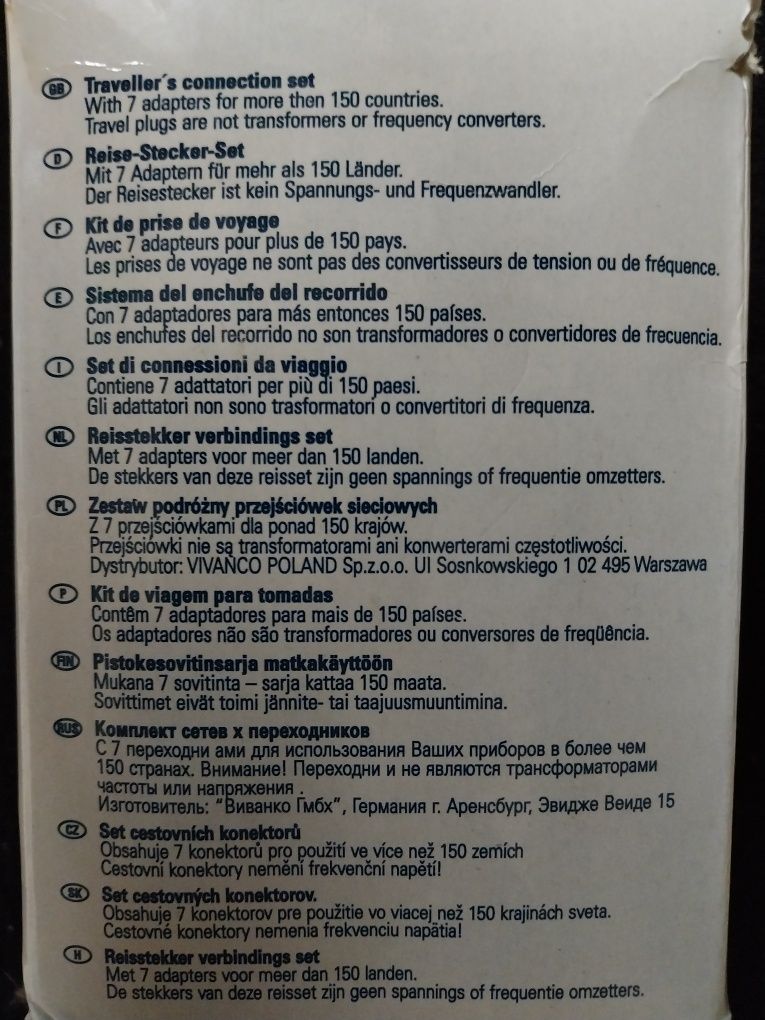 GB Traveller´s connection set
With 7 adapters for more then 150 countries.
Travel plugs are not transformers or frequency converters.
D Reise-Stecker-Set
Mit 7 Adaptern für mehr als 150 Länder.
Der Reisestecker ist kein Spannungs- und Frequenzwandler.
F Kit de prise de voyage
Avec 7 adapteurs pour plus de 150 pays.
Les prises de voyage ne sont pas des convertisseurs de tension ou de fréquence.
E Sistema del enchufe del recorrido
Con 7 adaptadores para más entonces 150 países.
Los enchufes del recorrido no son transformadores o convertidores de frecuencia.
I Set di connessioni da viaggio
Contiene 7 adattatori per più di 150 paesi.
Gli adattatori non sono trasformatori o convertitori di frequenza.
NL Reisstekker verbindings set
Met 7 adapters voor meer dan 150 landen.
De stekkers van deze reisset zijn geen spannings of frequentie omzetters.
PL Zestaw podróżny przejściówek sieciowych
Z 7 przejściówkami dla ponad 150 krajów.
Przejściówki nie są transformatorami ani konwerterami częstotliwości.
Dystrybutor: VIVANCO POLAND Sp.z.o.o. Ul Sosnkowskiego 1 02 495 Warszawa
P Kit de viagem para tomadas
Contêm 7 adaptadores para mais de 150 países.
Os adaptadores não são transformadores ou conversores de freqüência.
FIN Pistokesovitinsarja matkakäyttöön
Mukana 7 sovitinta – sarja kattaa 150 maata.
Sovittimet eivät toimi jännite- tai taajuusmuuntimina.
RUS Комплект сетев х переходников
С 7 переходни ами для использования Ваших приборов в более чем
150 странах. Внимание! Переходни и не являются трансформаторами
частоты или напряжения .
Изготовитель: "Виванко Гмбх", Германия г. Аренсбург, Эвидже Веиде 15
CZ Set cestovních konektorů
Obsahuje 7 konektorů pro použití ve více než 150 zemích
Cestovní konektory nemění frekvenční napětí!
SK Set cestovných konektorov.
Obsahuje 7 konektorov pre použitie vo viacej než 150 krajinách sveta.
Cestovné konektory nemenia frekvenciu napätia!
H Reisstekker verbindings set
Met 7 adapters voor meer dan 150 landen.
De stekkers van deze reisset zijn geen spannings of frequentie omzetters.